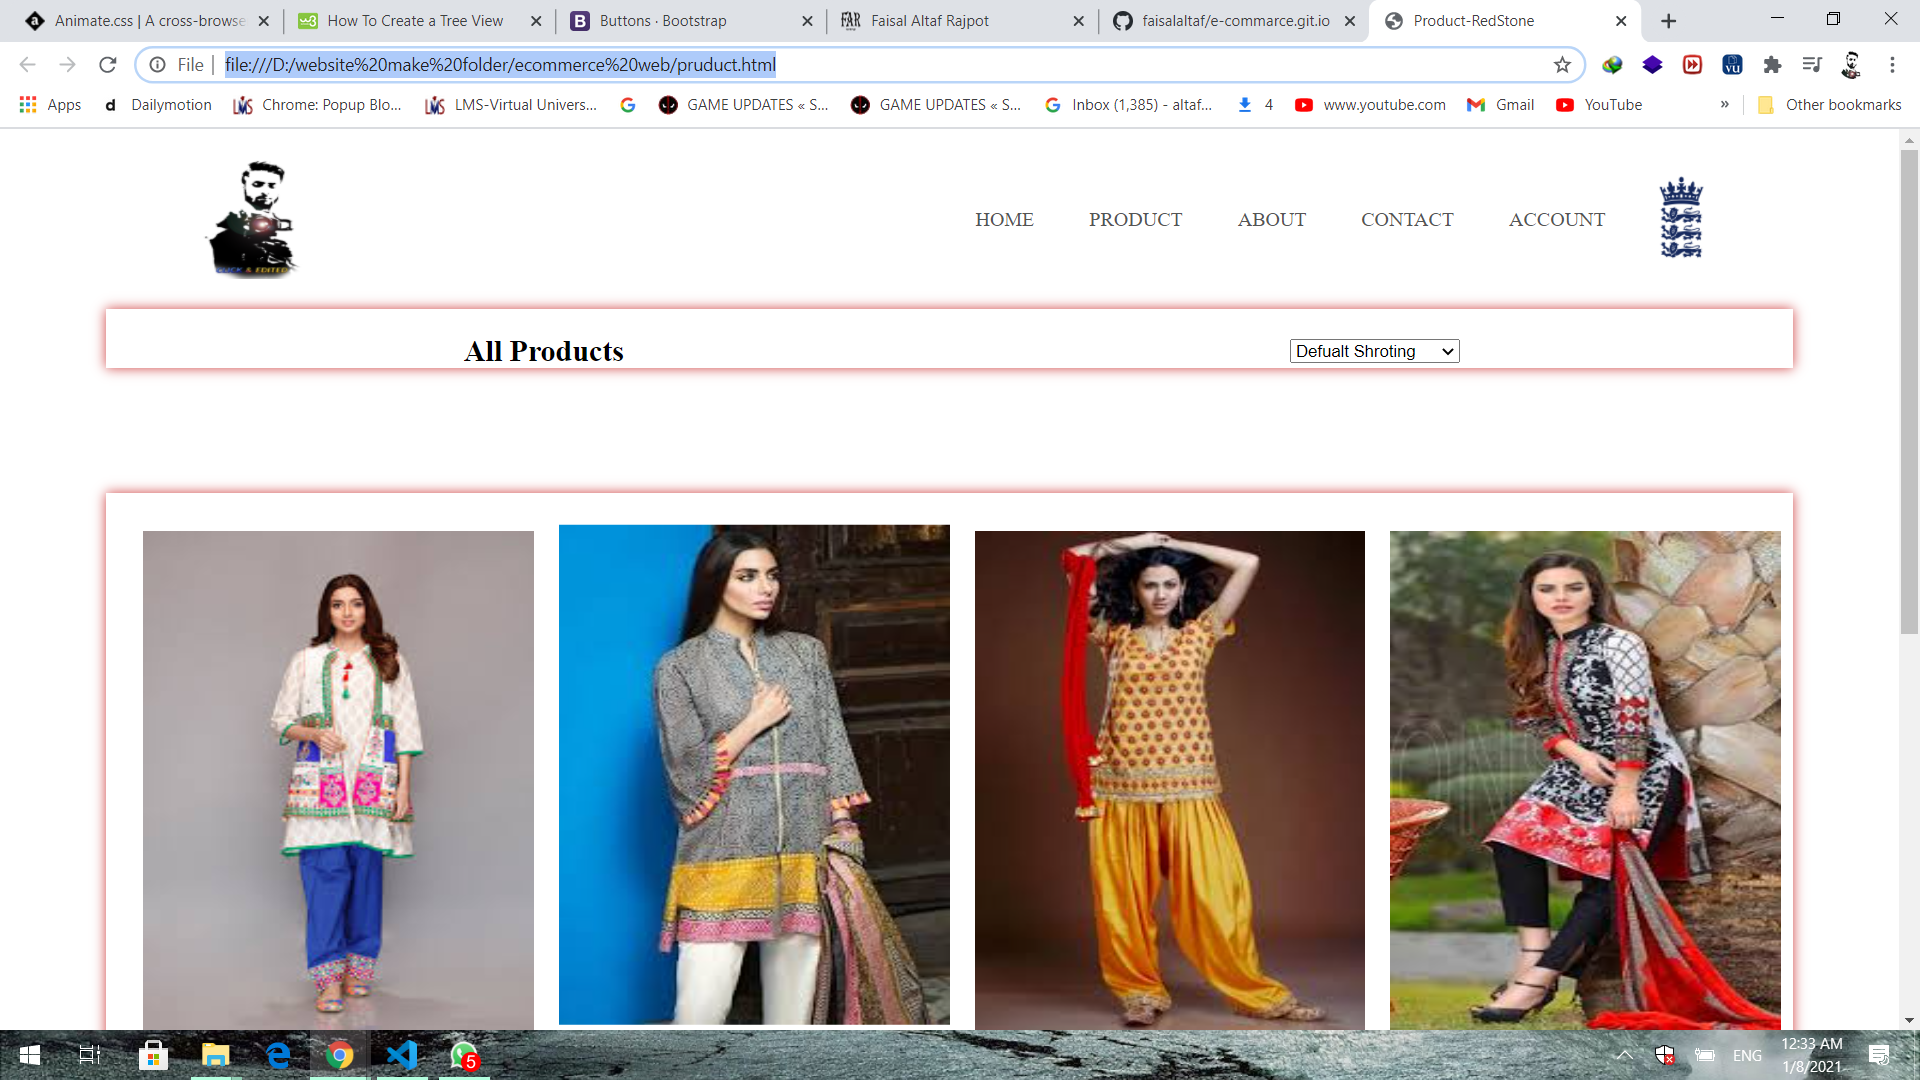 Animate.css | A cross-browse
How To Create a Tree View
Buttons · Bootstrap
Faisal Altaf Rajpot
faisalaltaf/e-commarce.git.io
Product-RedStone
File
file:///D:/website%20make%20folder/ecommerce%20web/pruduct.html
Apps
Dailymotion
Chrome: Popup Blo...
LMS-Virtual Univers...
GAME UPDATES « S...
GAME UPDATES « S...
Inbox (1,385) - altaf...
4
www.youtube.com
Gmail
YouTube
»
Other bookmarks
HOME
PRODUCT
ABOUT
CONTACT
ACCOUNT
All Products
Defualt Shroting
5
ENG
12:33 AM
1/8/2021